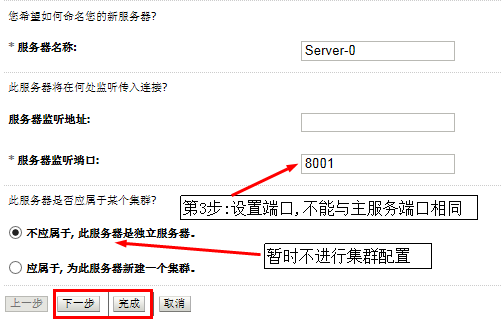 您希望如何命名您的新服务器?
* 服务器名称:
Server-0
此服务器将在何处监听传入连接?
服务器监听地址:
* 服务器监听端口:
8001
此服务器是否应属于某个集群?
第3步:设置端口,不能与主服务端口相同
不应属于, 此服务器是独立服务器。
暂时不进行集群配置
应属于, 为此服务器新建一个集群。
上一步 下一步 完成 取消